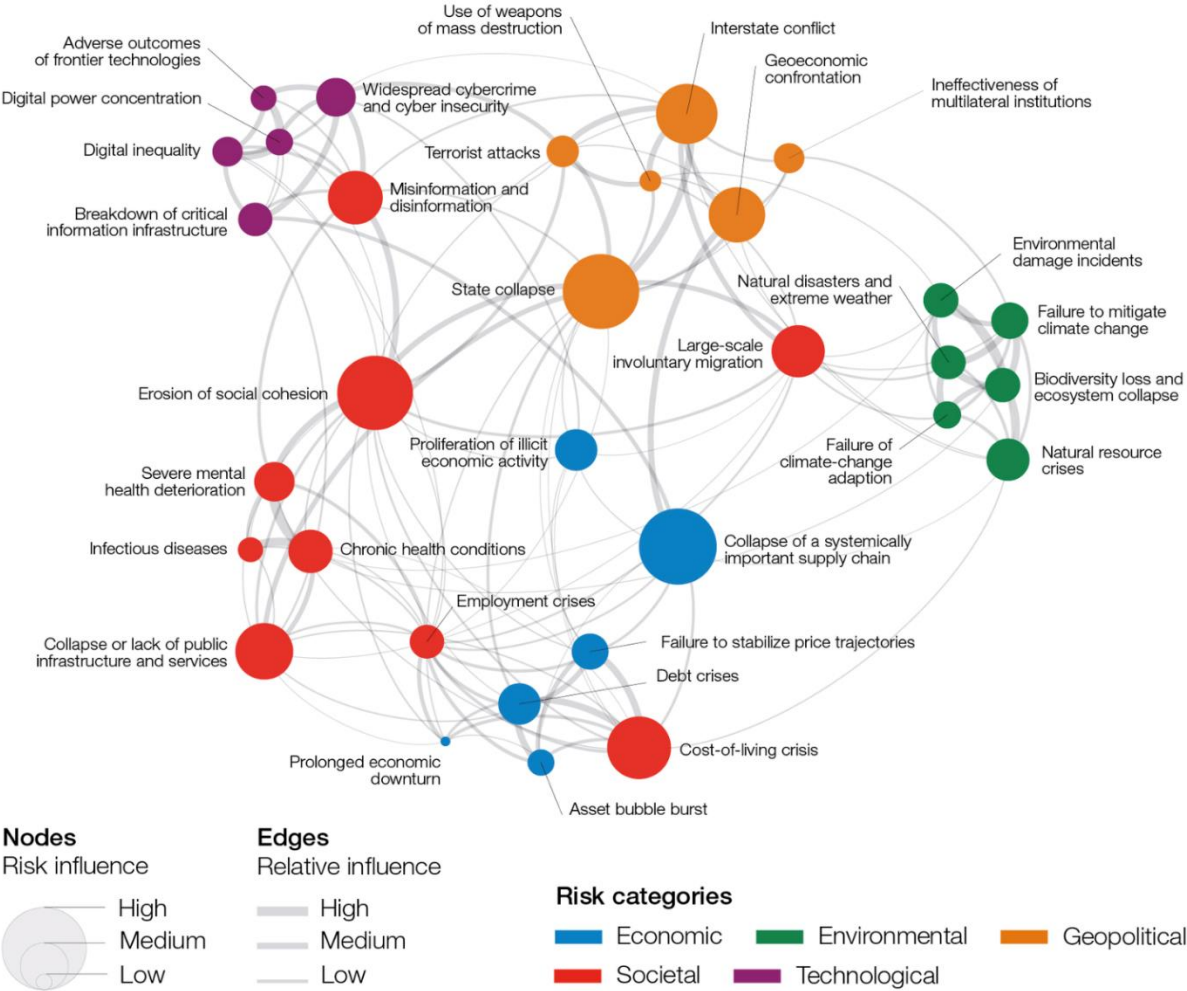 Use of weapons
of mass destruction
Interstate conflict
Adverse outcomes
of frontier technologies
Geoeconomic
confrontation
Ineffectiveness of
multilateral institutions
Widespread cybercrime
and cyber insecurity
Digital power concentration
Digital inequality
Terrorist attacks
Misinformation and
disinformation
Breakdown of critical
information infrastructure
Environmental
damage incidents
Natural disasters and
extreme weather
State collapse
Failure to mitigate
climate change
Large-scale
involuntary migration
Biodiversity loss and
ecosystem collapse
Erosion of social cohesion
Proliferation of illicit
economic activity
Failure of
climate-change
adaption
Natural resource
crises
Severe mental
health deterioration
Infectious diseases
Chronic health conditions
Collapse of a systemically
important supply chain
Employment crises
Collapse or lack of public
infrastructure and services
Failure to stabilize price trajectories
Debt crises
Cost-of-living crisis
Prolonged economic
downturn
Asset bubble burst
Nodes
Risk influence
High
Medium
Low
Edges
Relative influence
High
Medium
Low
Risk categories
Economic
Environmental
Geopolitical
Societal
Technological